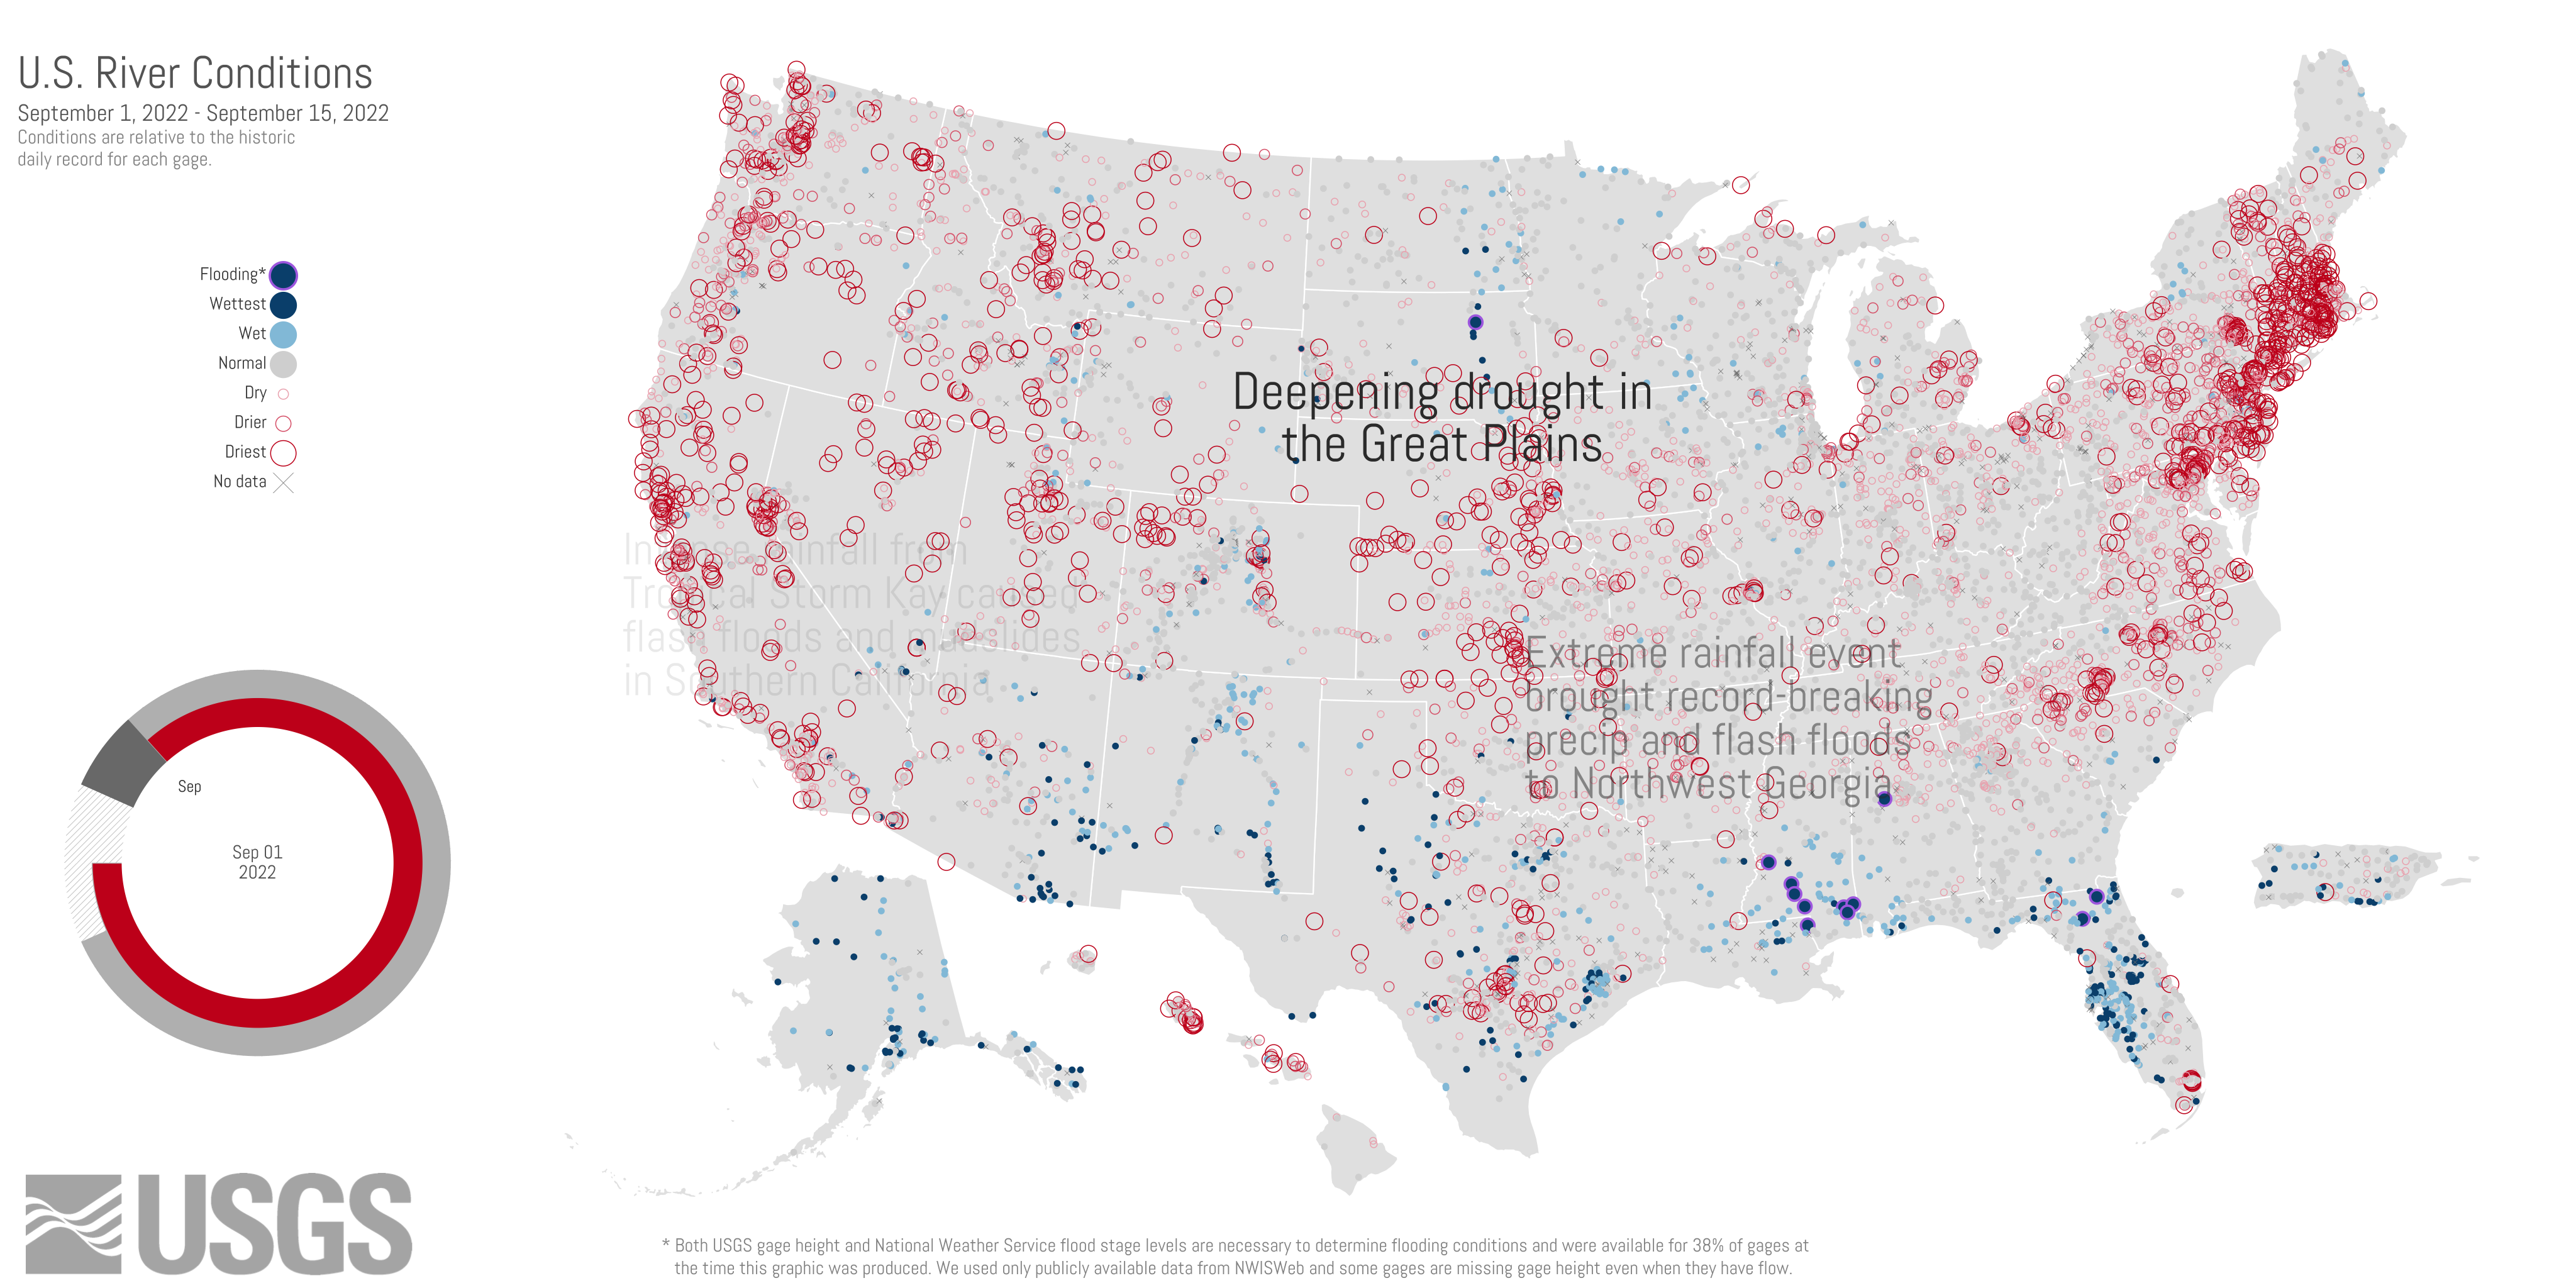 U.S. River Conditions
September 1, 2022 - September 15, 2022
Conditions are relative to the historic
daily record for each gage.
Flooding*
Wettest
Wet
Normal
Dry
Drier
Driest
No data
Deepening drought in
the Great Plains
Intense rainfall from
Tropical Storm Kay caused
flash floods and mudslides
in Southern California
Extreme rainfall event
brought record-breaking
precip and flash floods
to Northwest Georgia
Sep
Sep 01
2022
USGS
* Both USGS gage height and National Weather Service flood stage levels are necessary to determine flooding conditions and were available for 38% of gages at
the time this graphic was produced. We used only publicly available data from NWISWeb and some gages are missing gage height even when they have flow.